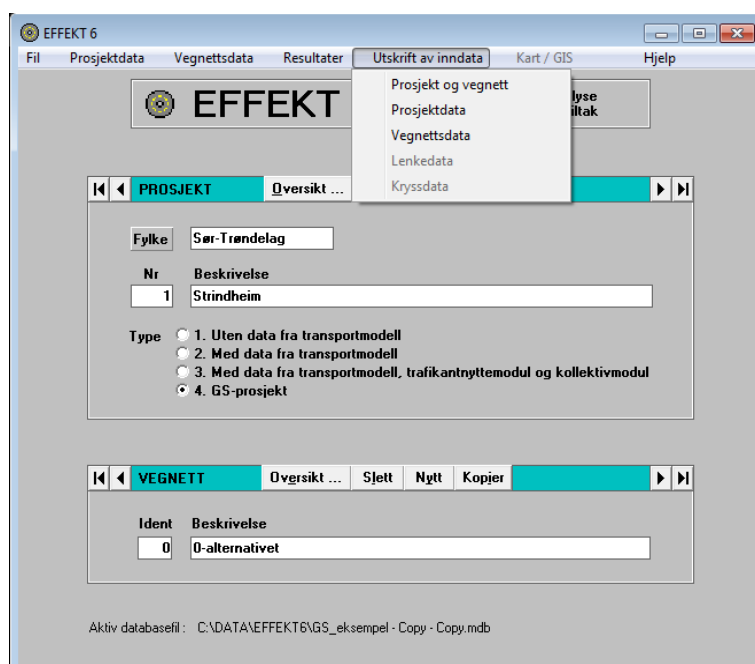 EFFEKT 6
Fil Prosjektdata Vegnettsdata Resultater Utskrift av inndata Kart / GIS Hjelp
Prosjekt og vegnett
Prosjektdata
Vegnettsdata
Lenkedata
Kryssdata
EFFEKT
lyse
iltak
PROSJEKT Oversikt ...
Fylke Sør-Trøndelag
Nr Beskrivelse
1 Strindheim
Type 1. Uten data fra transportmodell
2. Med data fra transportmodell
3. Med data fra transportmodell, trafikantnyttemodul og kollektivmodul
4. GS-prosjekt
VEGNETT Oversikt ... Slett Nytt Kopier
Ident Beskrivelse
0 0-alternativet
Aktiv databasefil : C:\DATA\EFFEKT6\GS_eksempel - Copy - Copy.mdb